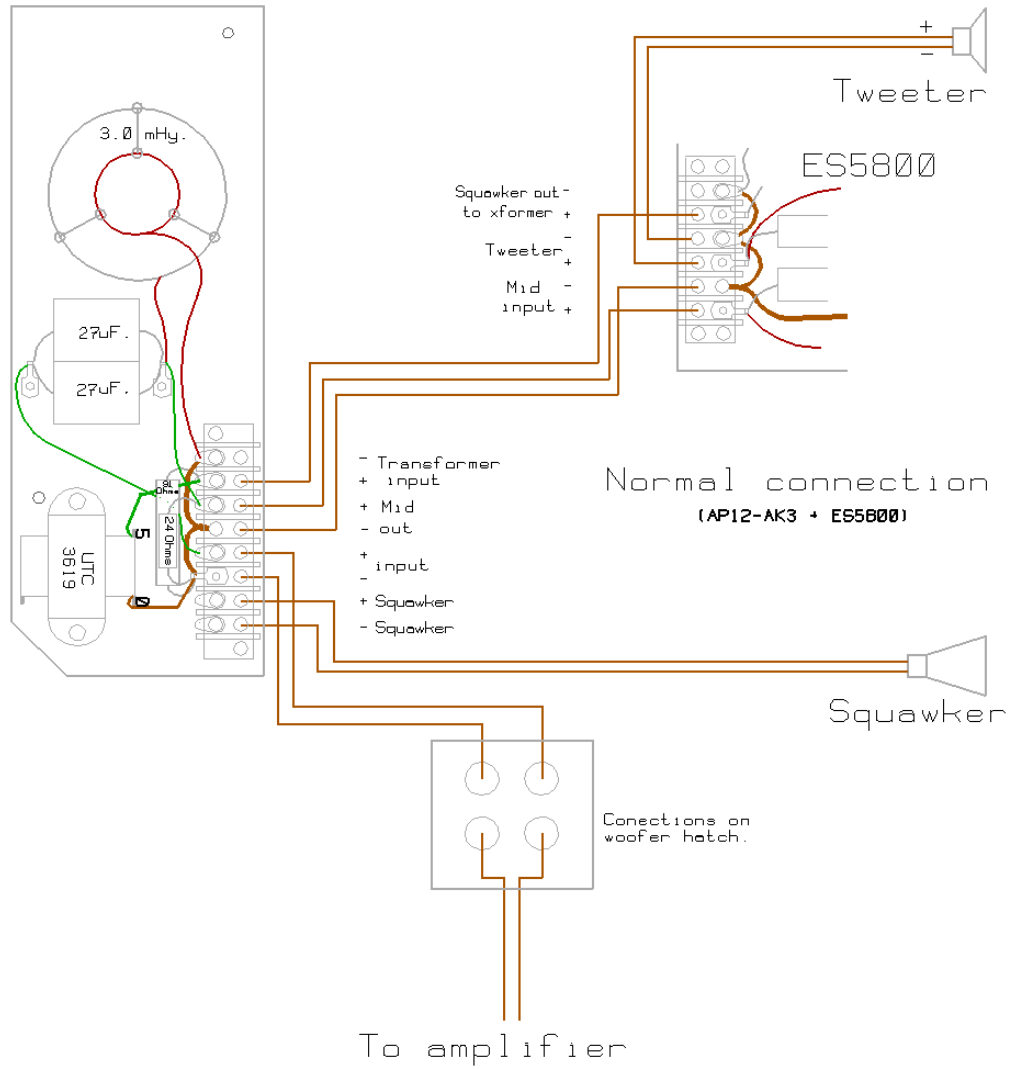 +
-
Tweeter
3.0 mHy.
ES5800
Squawker out -
to xformer +
Tweeter -
+
Mid -
input +
27uF.
27uF.
- Transformer
+ input
+ Mid
- out
+
input
-
+ Squawker
- Squawker
Ohms
24 Ohms
5
0
UTC
3619
Normal connection
(AP12-AK3 + ES5800)
Squawker
Conections on
woofer hatch.
To amplifier